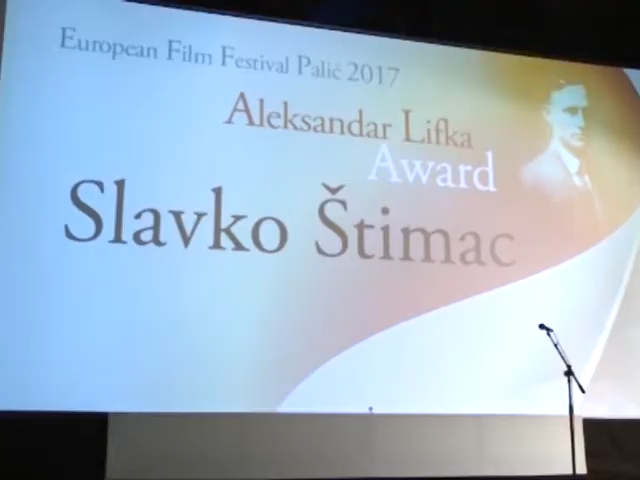 European Film Festival Palić 2017
Aleksandar Lifka
Award
Slavko Štimac